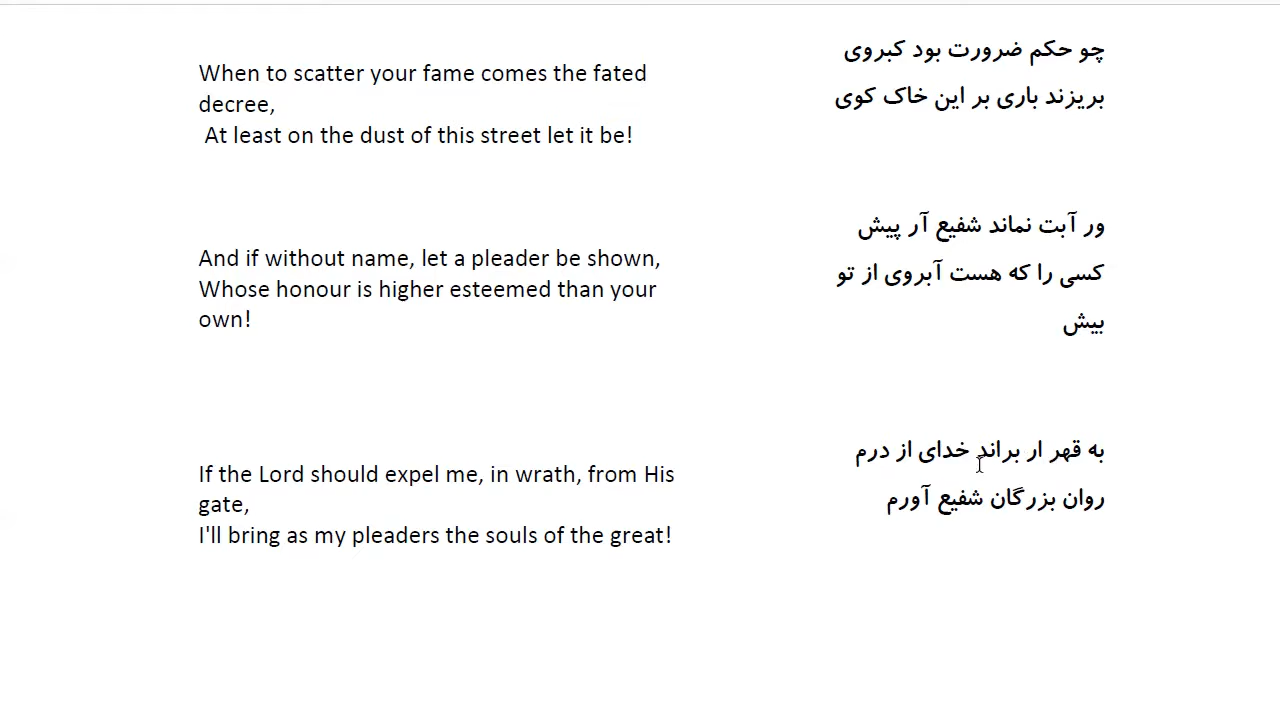 When to scatter your fame comes the fated
decree,
At least on the dust of this street let it be!
چو حکم ضرورت بود کبروی
بریزند باری بر این خاک کوی
And if without name, let a pleader be shown,
Whose honour is higher esteemed than your
own!
ور آبت نماند شفیع آر پیش
کسی را که هست آبروی از تو
بیش
If the Lord should expel me, in wrath, from His
gate,
I'll bring as my pleaders the souls of the great!
به قهر ار براند خدای از درم
روان بزرگان شفیع آورم